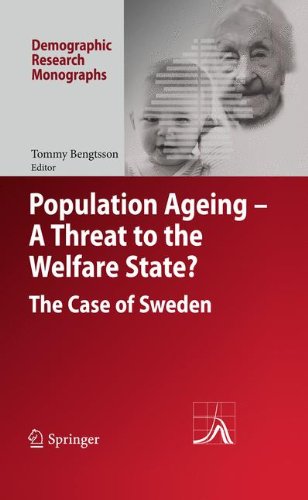 Demographic
Research
Monographs
Tommy Bengtsson
Editor
Population Ageing –
A Threat to the
Welfare State?
The Case of Sweden
Springer